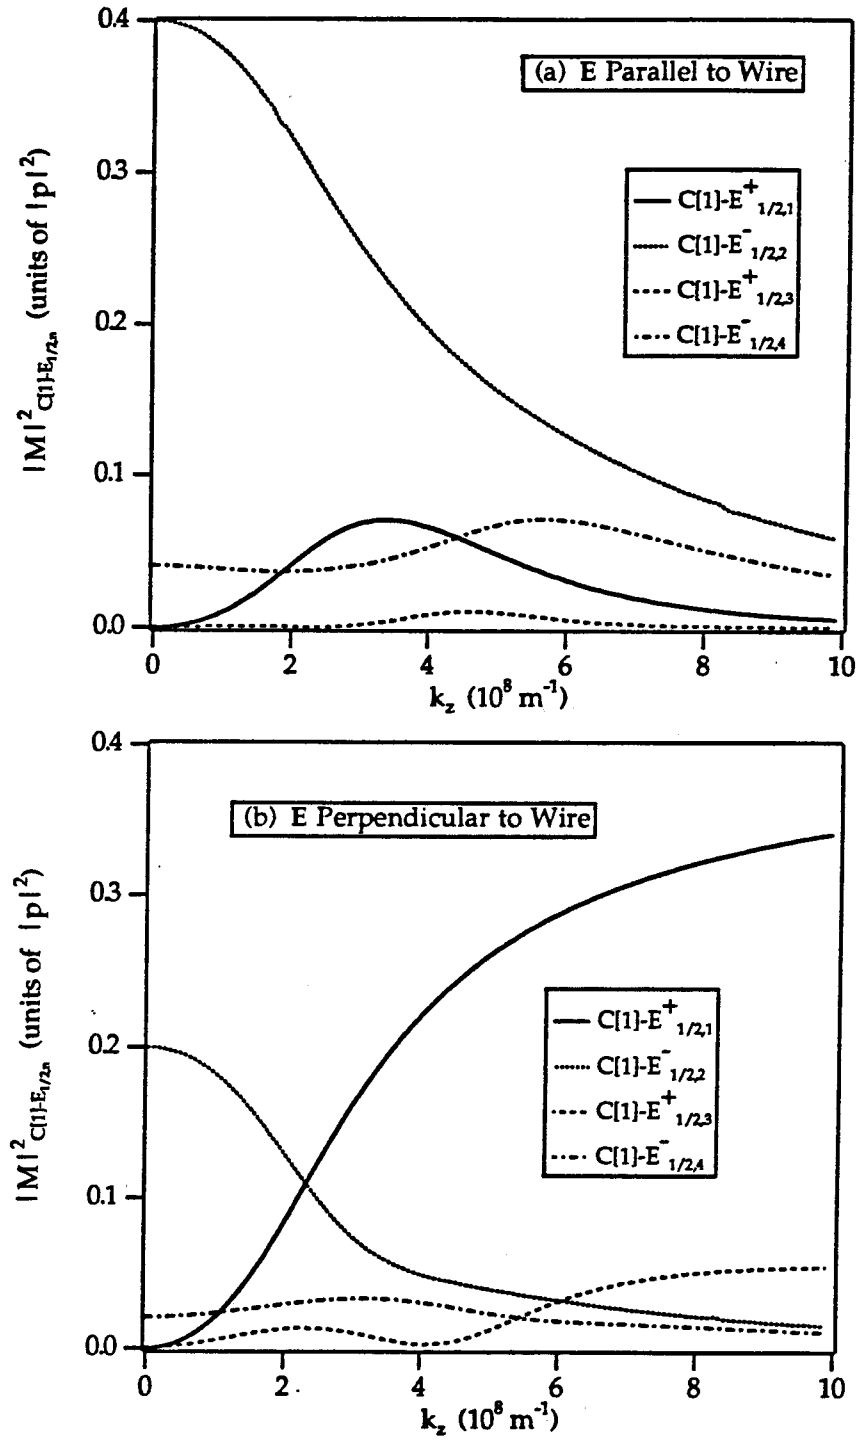 0.4
(a) E Parallel to Wire
0.3
C[1]-E⁺₁/₂,₁
C[1]-E⁻₁/₂,₂
C[1]-E⁺₁/₂,₃
C[1]-E⁻₁/₂,₄
0.2
0.1
0.0
|M|²C[1]-E₁/₂,ₙ (units of |p|²)
0 2 4 6 8 10
k_z (10⁸ m⁻¹)
0.4
(b) E Perpendicular to Wire
0.3
0.2
C[1]-E⁺₁/₂,₁
C[1]-E⁻₁/₂,₂
C[1]-E⁺₁/₂,₃
C[1]-E⁻₁/₂,₄
0.1
0.0
|M|²C[1]-E₁/₂,ₙ (units of |p|²)
0 2 4 6 8 10
k_z (10⁸ m⁻¹)